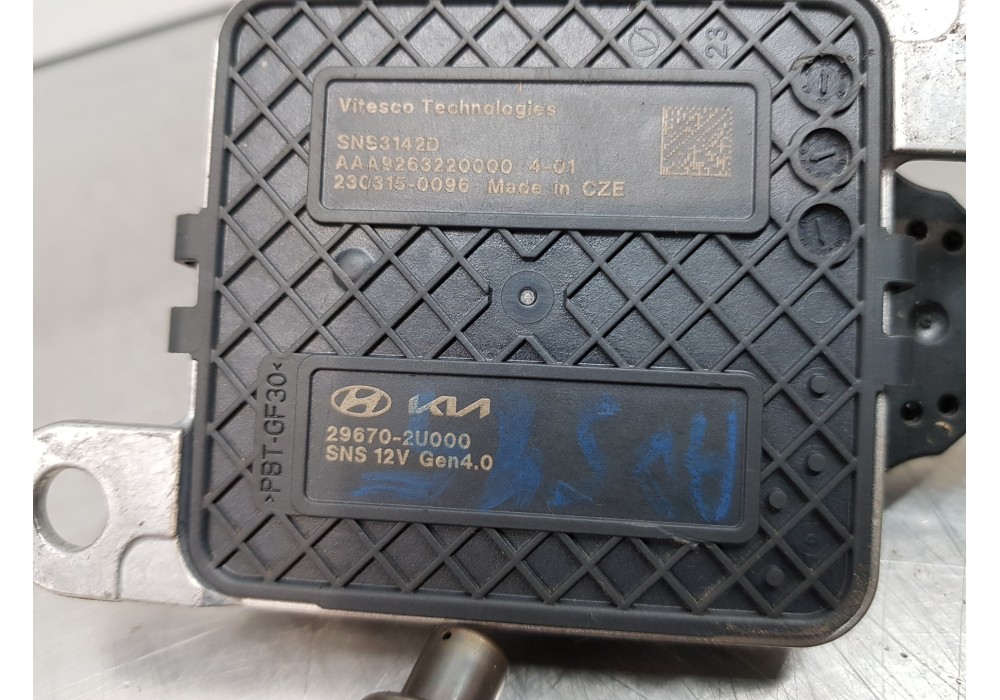 23
Vitesco Technologies
SNS3142D
AAA9263220000 4-01
230315-0096 Made in CZE
>PBT-GF30<
KIA
29670-2U000
SNS 12V Gen4.0